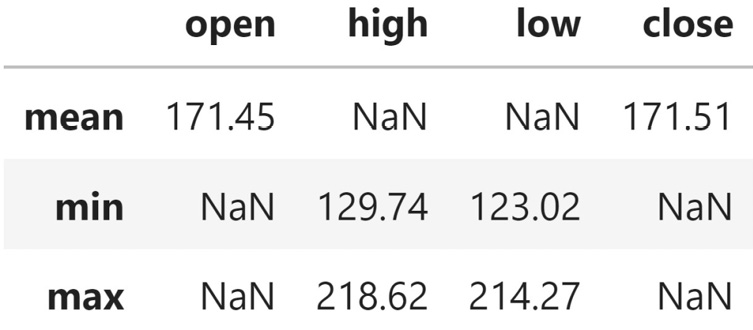 open high low close
mean 171.45 NaN NaN 171.51
min NaN 129.74 123.02 NaN
max NaN 218.62 214.27 NaN